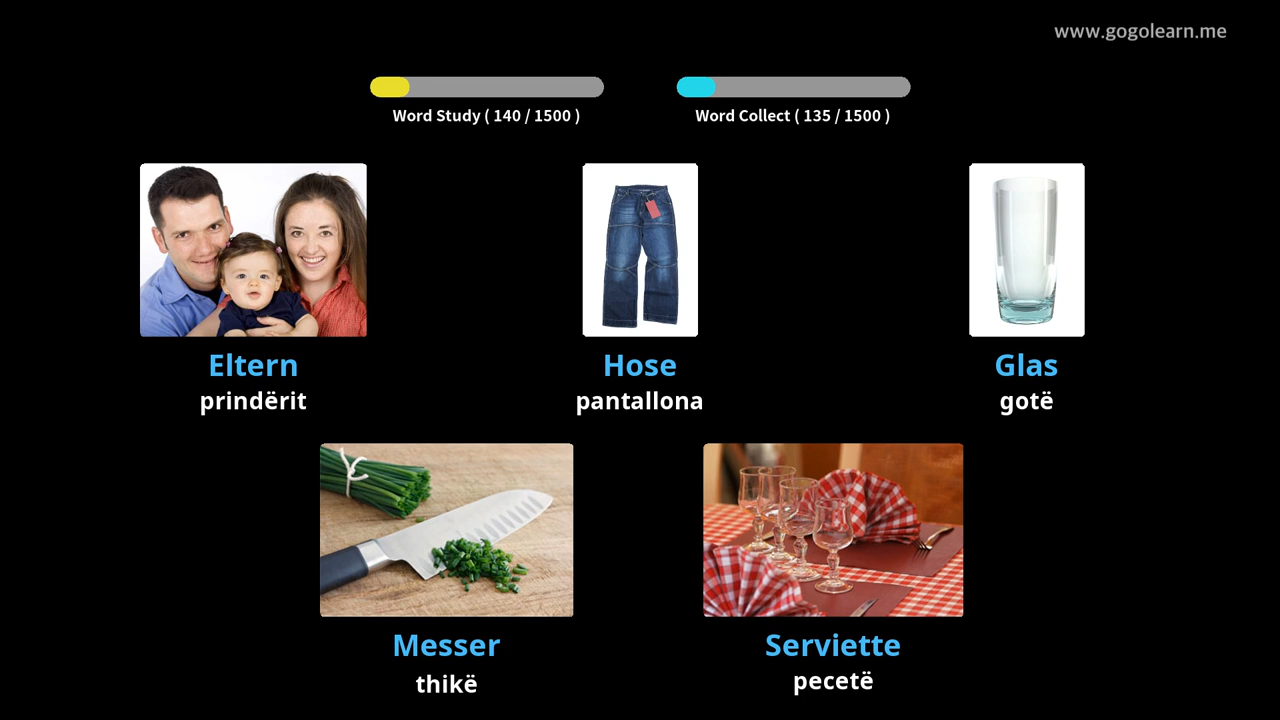 www.gogolearn.me
Word Study ( 140 / 1500 )
Word Collect ( 135 / 1500 )
Eltern
prindërit
Hose
pantallona
Glas
gotë
Messer
thikë
Serviette
pecetë